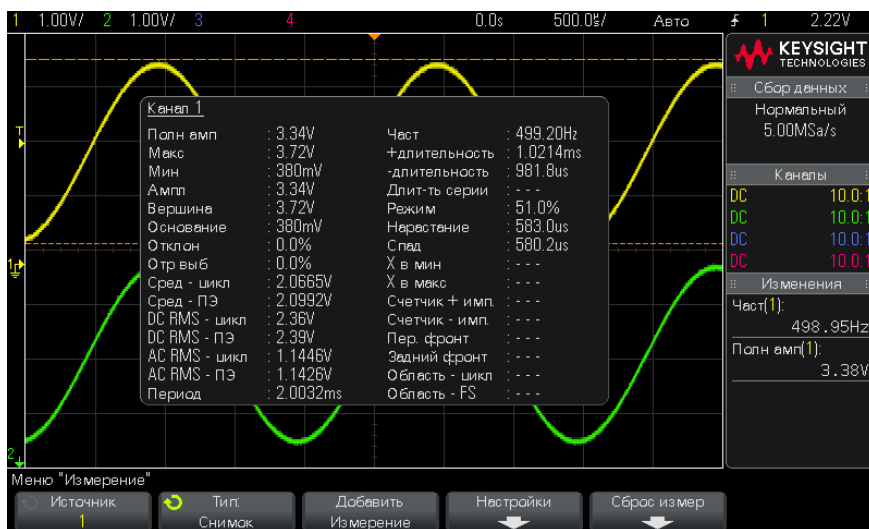 1 1.00V/ 2 1.00V/ 3 4 0.0s 500.0us/ Авто 1 2.22V
KEYSIGHT
TECHNOLOGIES
Сбор данных
Нормальный
5.00MSa/s
Каналы
DC 10.0:1
DC 10.0:1
DC 10.0:1
DC 10.0:1
Изменения
Част(1):
498.95Hz
Полн амп(1):
3.38V
T
1
2
Канал 1
Полн амп : 3.34V Част : 499.20Hz
Макс : 3.72V +длительность : 1.0214ms
Мин : 380mV -длительность : 981.8us
Ампл : 3.34V Длит-ть серии : - - -
Вершина : 3.72V Режим : 51.0%
Основание : 380mV Нарастание : 583.0us
Отклон : 0.0% Спад : 580.2us
Отр выб : 0.0% X в мин : - - -
Сред - цикл : 2.0665V X в макс : - - -
Сред - ПЭ : 2.0992V Счетчик + имп. : - - -
DC RMS - цикл : 2.36V Счетчик - имп. : - - -
DC RMS - ПЭ : 2.39V Пер. фронт : - - -
AC RMS - цикл : 1.1446V Задний фронт : - - -
AC RMS - ПЭ : 1.1426V Область - цикл : - - -
Период : 2.0032ms Область - FS : - - -
Меню "Измерение"
Источник Тип: Добавить Настройки Сброс измер
1 Снимок Измерение